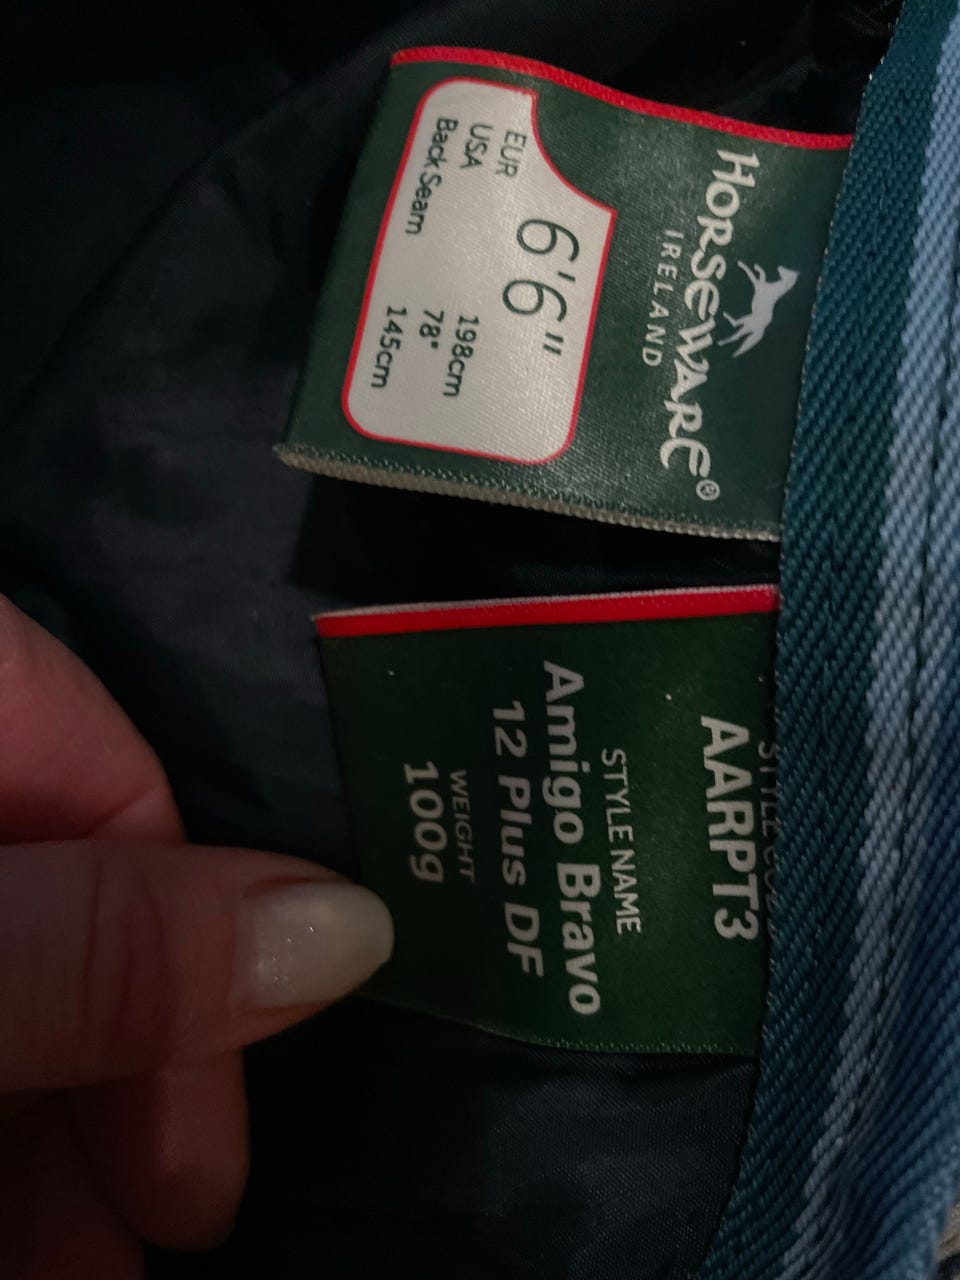 HORSEWARE®
IRELAND
6'6"
EUR 198cm
USA 78"
Back Seam 145cm
AARPT3
STYLE NAME
Amigo Bravo
12 Plus DF
WEIGHT
100g